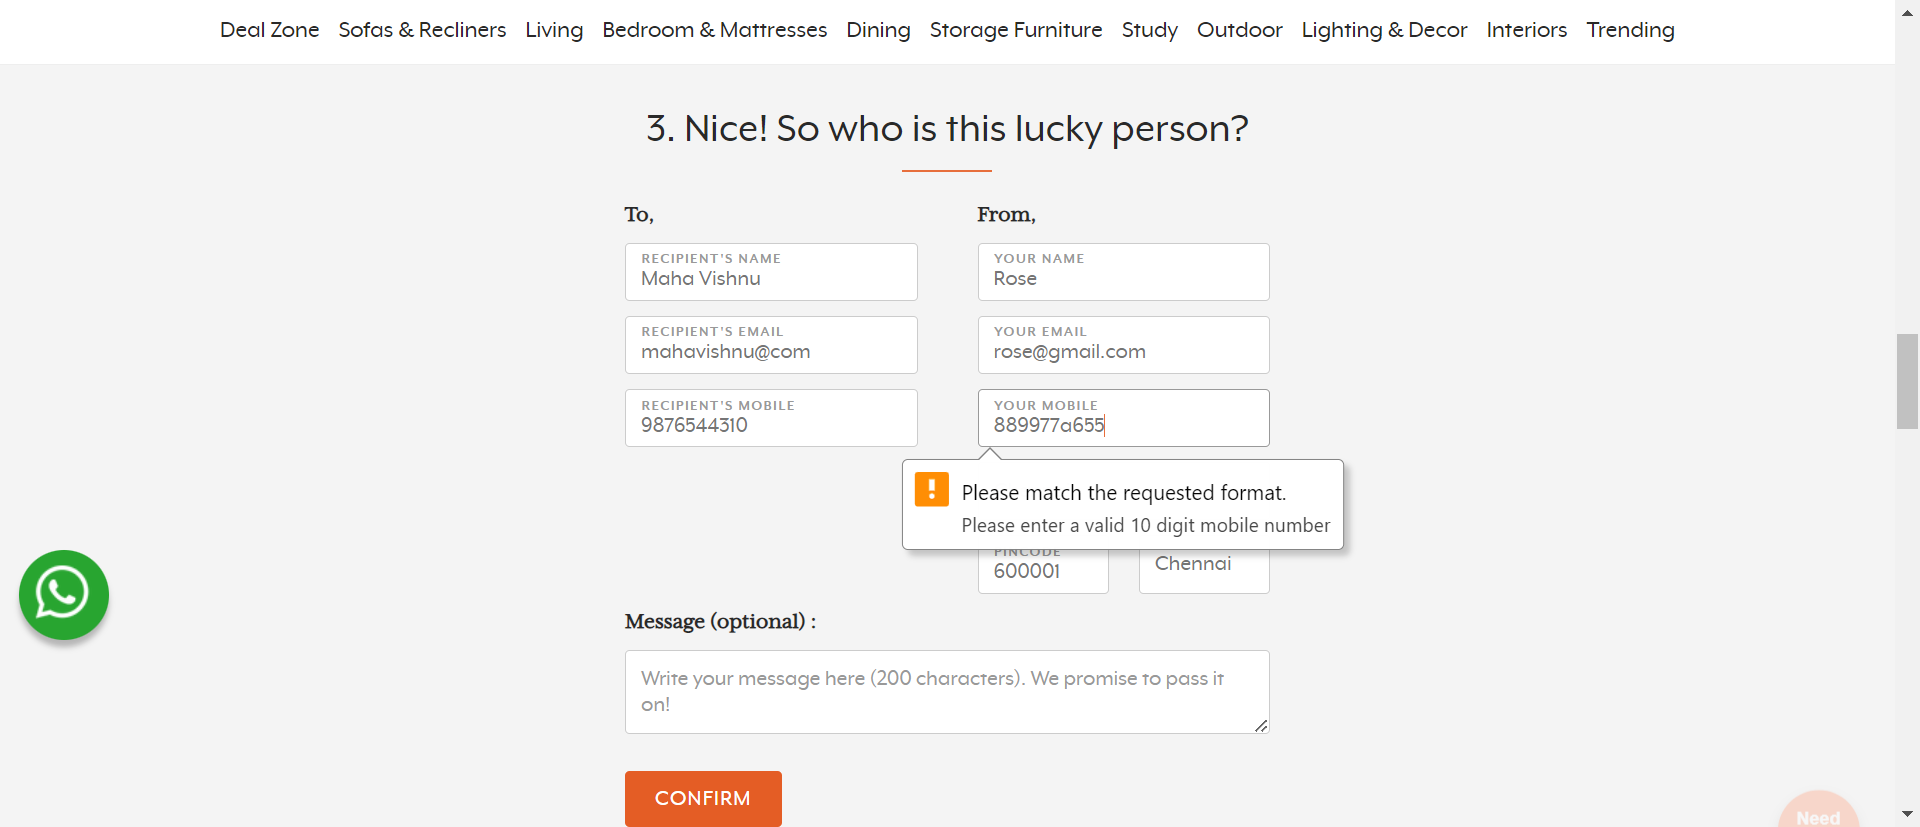 Deal Zone Sofas & Recliners Living Bedroom & Mattresses Dining Storage Furniture Study Outdoor Lighting & Decor Interiors Trending
3. Nice! So who is this lucky person?
To,
RECIPIENT'S NAME
Maha Vishnu
RECIPIENT'S EMAIL
mahavishnu@com
RECIPIENT'S MOBILE
9876544310
From,
YOUR NAME
Rose
YOUR EMAIL
rose@gmail.com
YOUR MOBILE
889977a655
Please match the requested format.
Please enter a valid 10 digit mobile number
PINCODE
600001
Chennai
Message (optional) :
Write your message here (200 characters). We promise to pass it
on!
CONFIRM
Need